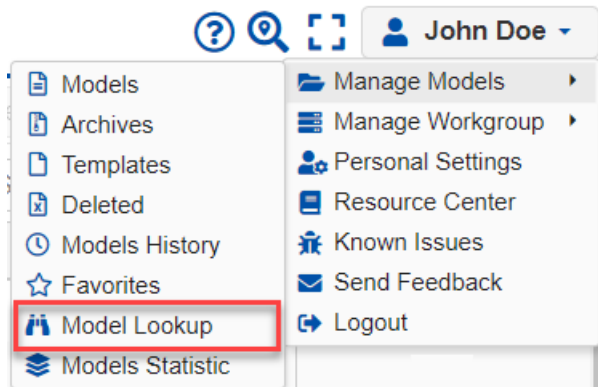 John Doe
Models
Archives
Templates
Deleted
Models History
Favorites
Model Lookup
Models Statistic
Manage Models
Manage Workgroup
Personal Settings
Resource Center
Known Issues
Send Feedback
Logout